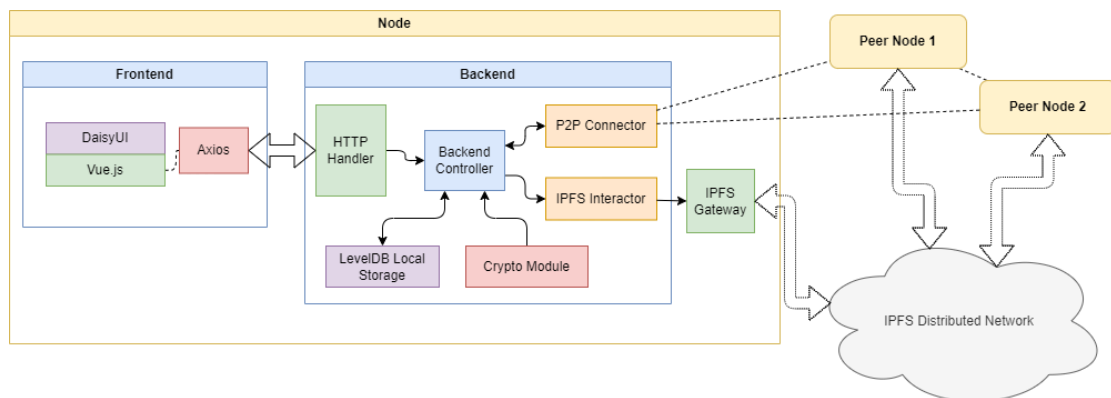 Node
Peer Node 1
Frontend
Backend
Peer Node 2
DaisyUI
Vue.js
Axios
HTTP
Handler
Backend
Controller
P2P Connector
IPFS Interactor
IPFS
Gateway
LevelDB Local
Storage
Crypto Module
IPFS Distributed Network